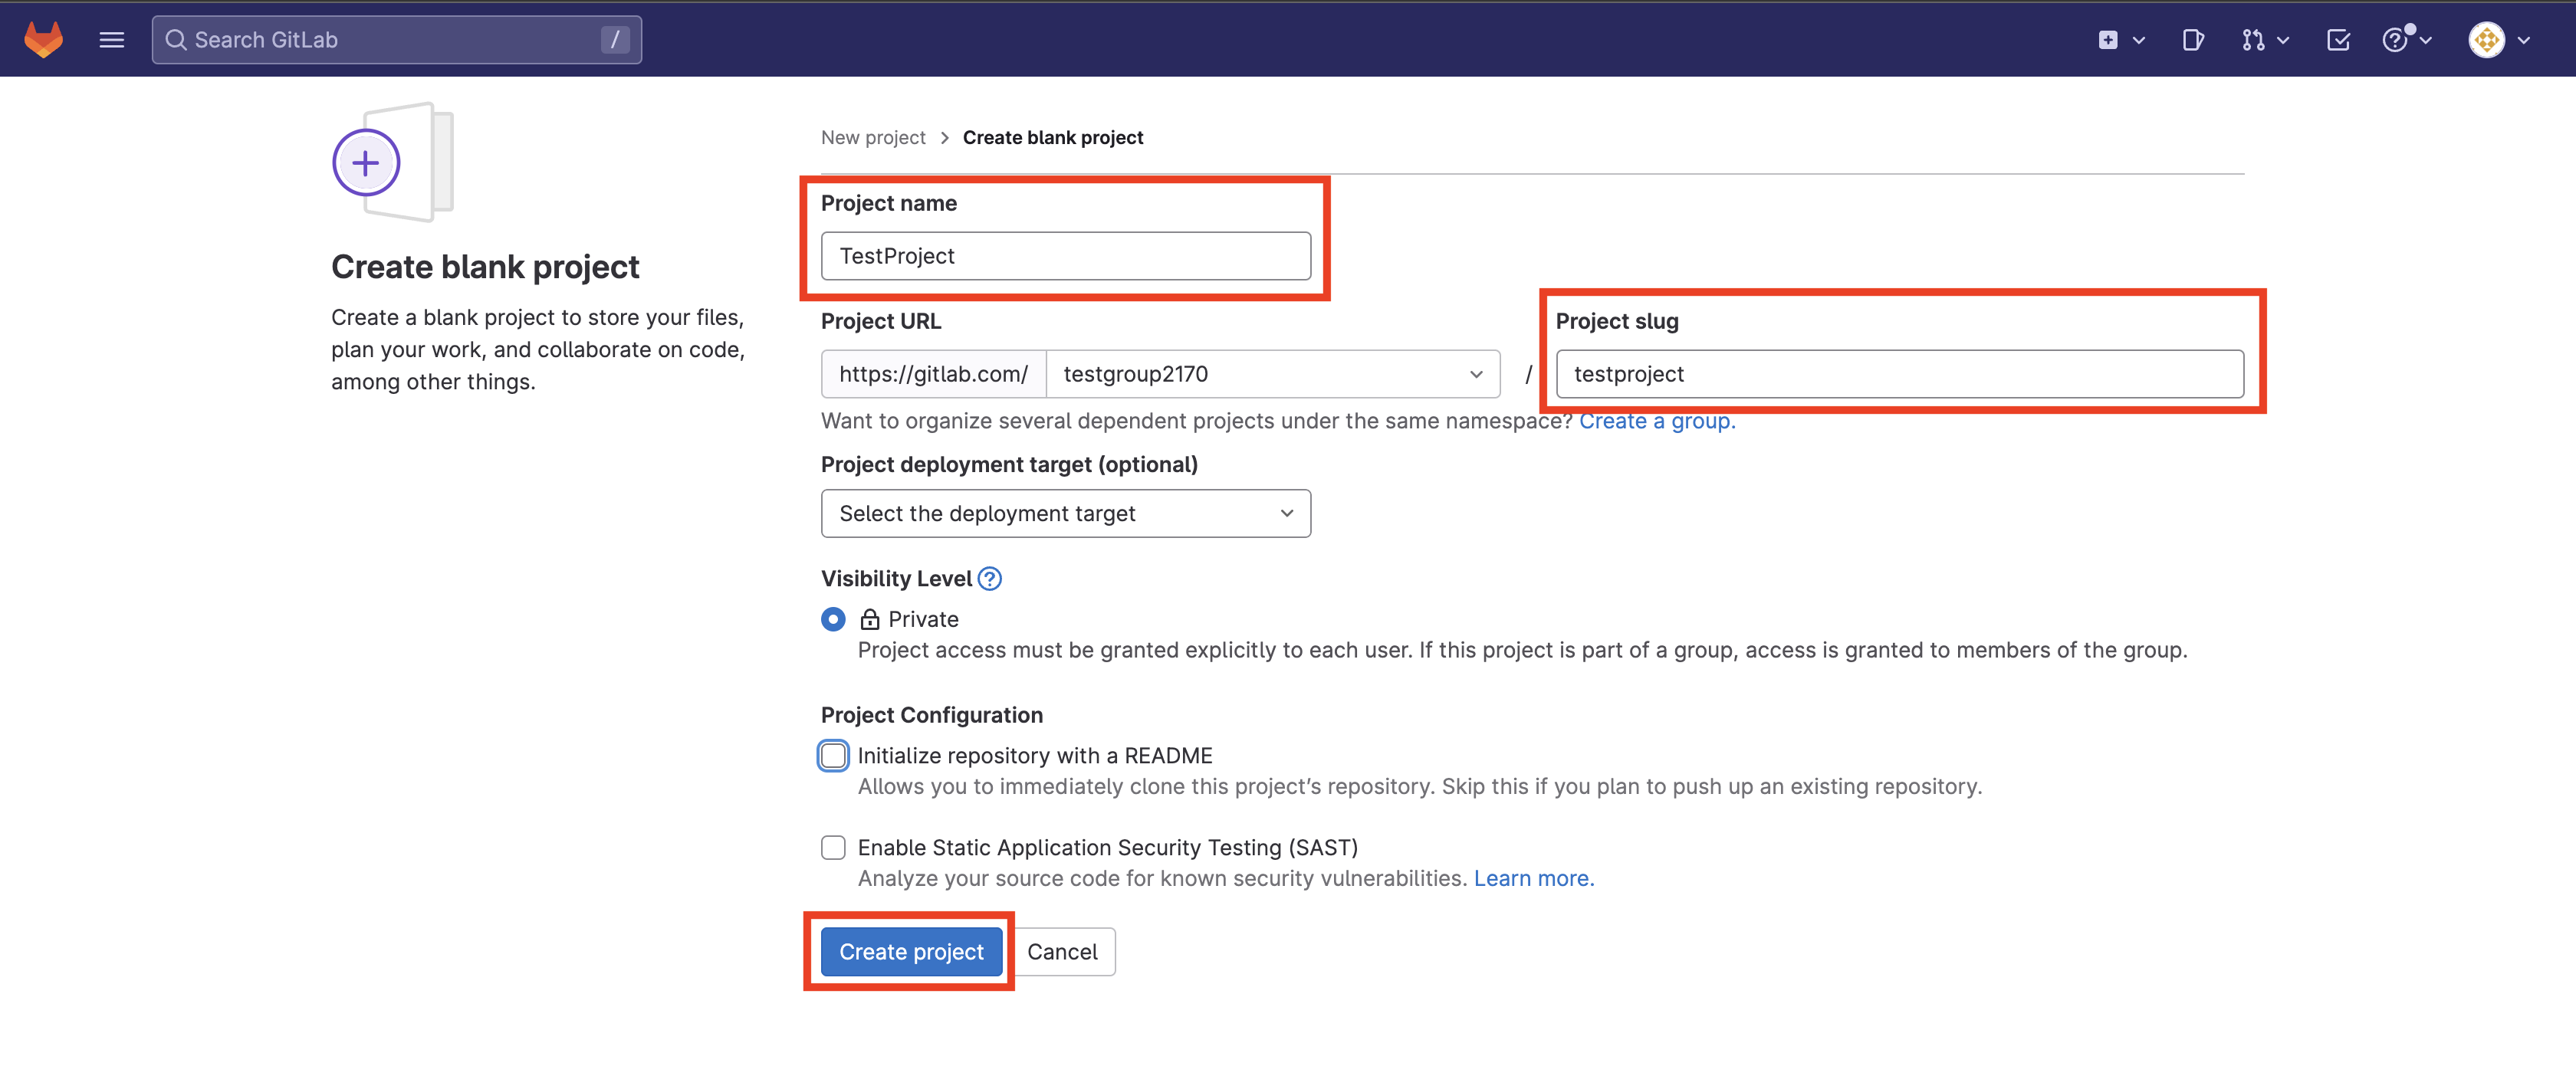 Search GitLab /
New project > Create blank project
Create blank project
Create a blank project to store your files,
plan your work, and collaborate on code,
among other things.
Project name
TestProject
Project URL
https://gitlab.com/ testgroup2170
/
Project slug
testproject
Want to organize several dependent projects under the same namespace? Create a group.
Project deployment target (optional)
Select the deployment target
Visibility Level ?
Private
Project access must be granted explicitly to each user. If this project is part of a group, access is granted to members of the group.
Project Configuration
Initialize repository with a README
Allows you to immediately clone this project’s repository. Skip this if you plan to push up an existing repository.
Enable Static Application Security Testing (SAST)
Analyze your source code for known security vulnerabilities. Learn more.
Create project Cancel